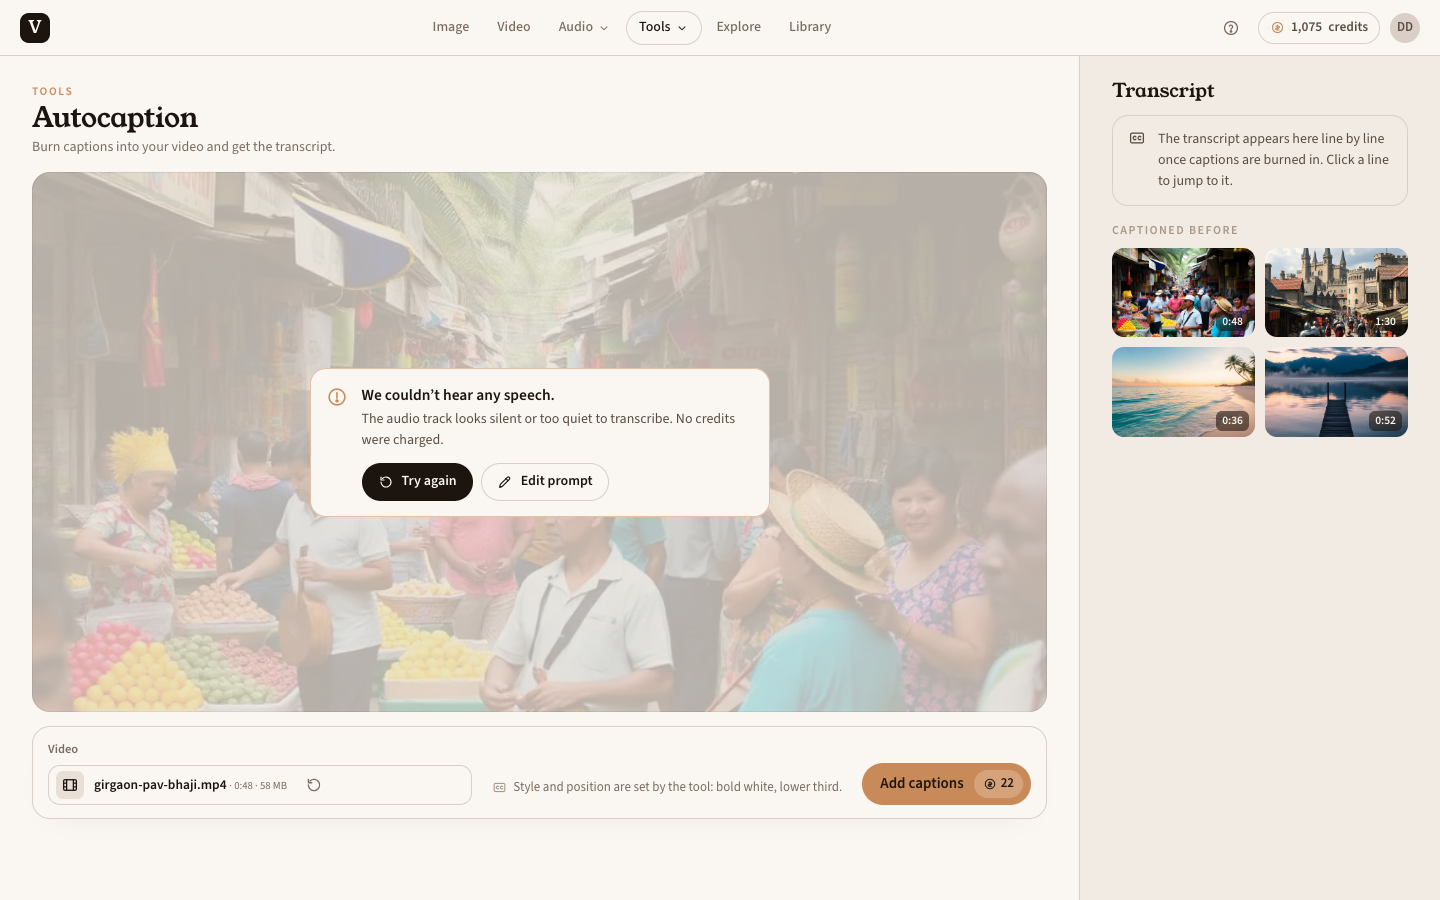 V
Image
Video
Audio
Tools
Explore
Library
1,075 credits
DD
TOOLS
Autocaption
Burn captions into your video and get the transcript.
We couldn’t hear any speech.
The audio track looks silent or too quiet to transcribe. No credits
were charged.
Try again
Edit prompt
Video
girgaon-pav-bhaji.mp4 · 0:48 · 58 MB
Style and position are set by the tool: bold white, lower third.
Add captions
22
Transcript
The transcript appears here line by line
once captions are burned in. Click a line
to jump to it.
CAPTIONED BEFORE
0:48
1:30
0:36
0:52